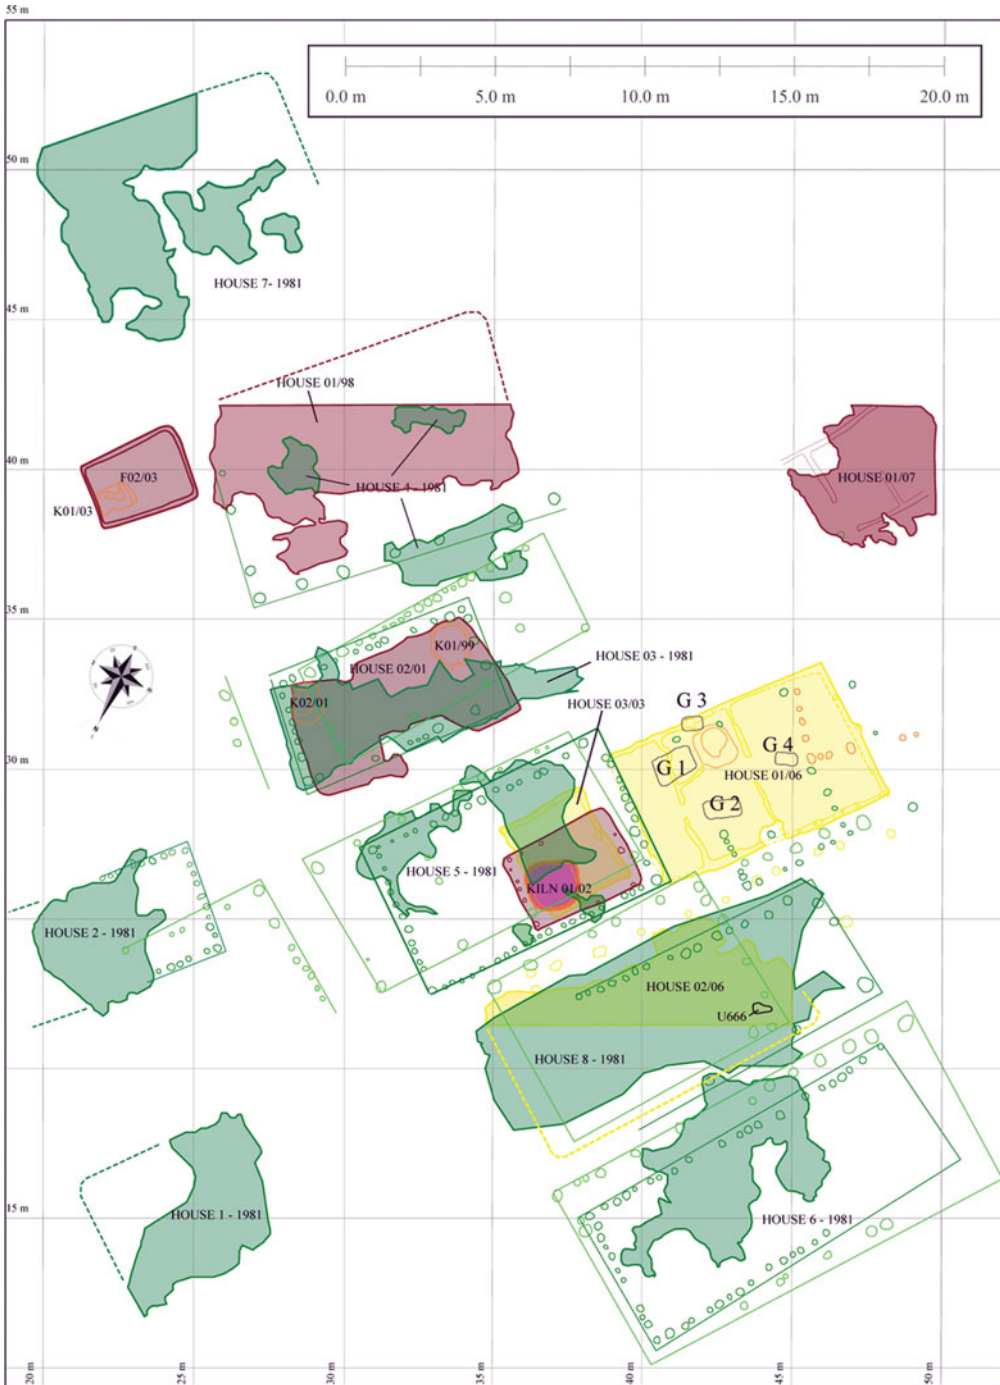 55 m
0.0 m 5.0 m 10.0 m 15.0 m 20.0 m
50 m
HOUSE 7- 1981
45 m
HOUSE 01/98
40 m
F02/03
K01/03
HOUSE 4 - 1981
HOUSE 01/07
35 m
K01/99
HOUSE 02/01
HOUSE 03 - 1981
K02/01
HOUSE 03/03
G 3
30 m
G 1
G 4
HOUSE 01/06
G 2
HOUSE 5 - 1981
KILN 01/02
HOUSE 2 - 1981
HOUSE 02/06
U666
HOUSE 8 - 1981
15 m
HOUSE 1 - 1981
HOUSE 6 - 1981
20 m
25 m
30 m
35 m
40 m
45 m
50 m